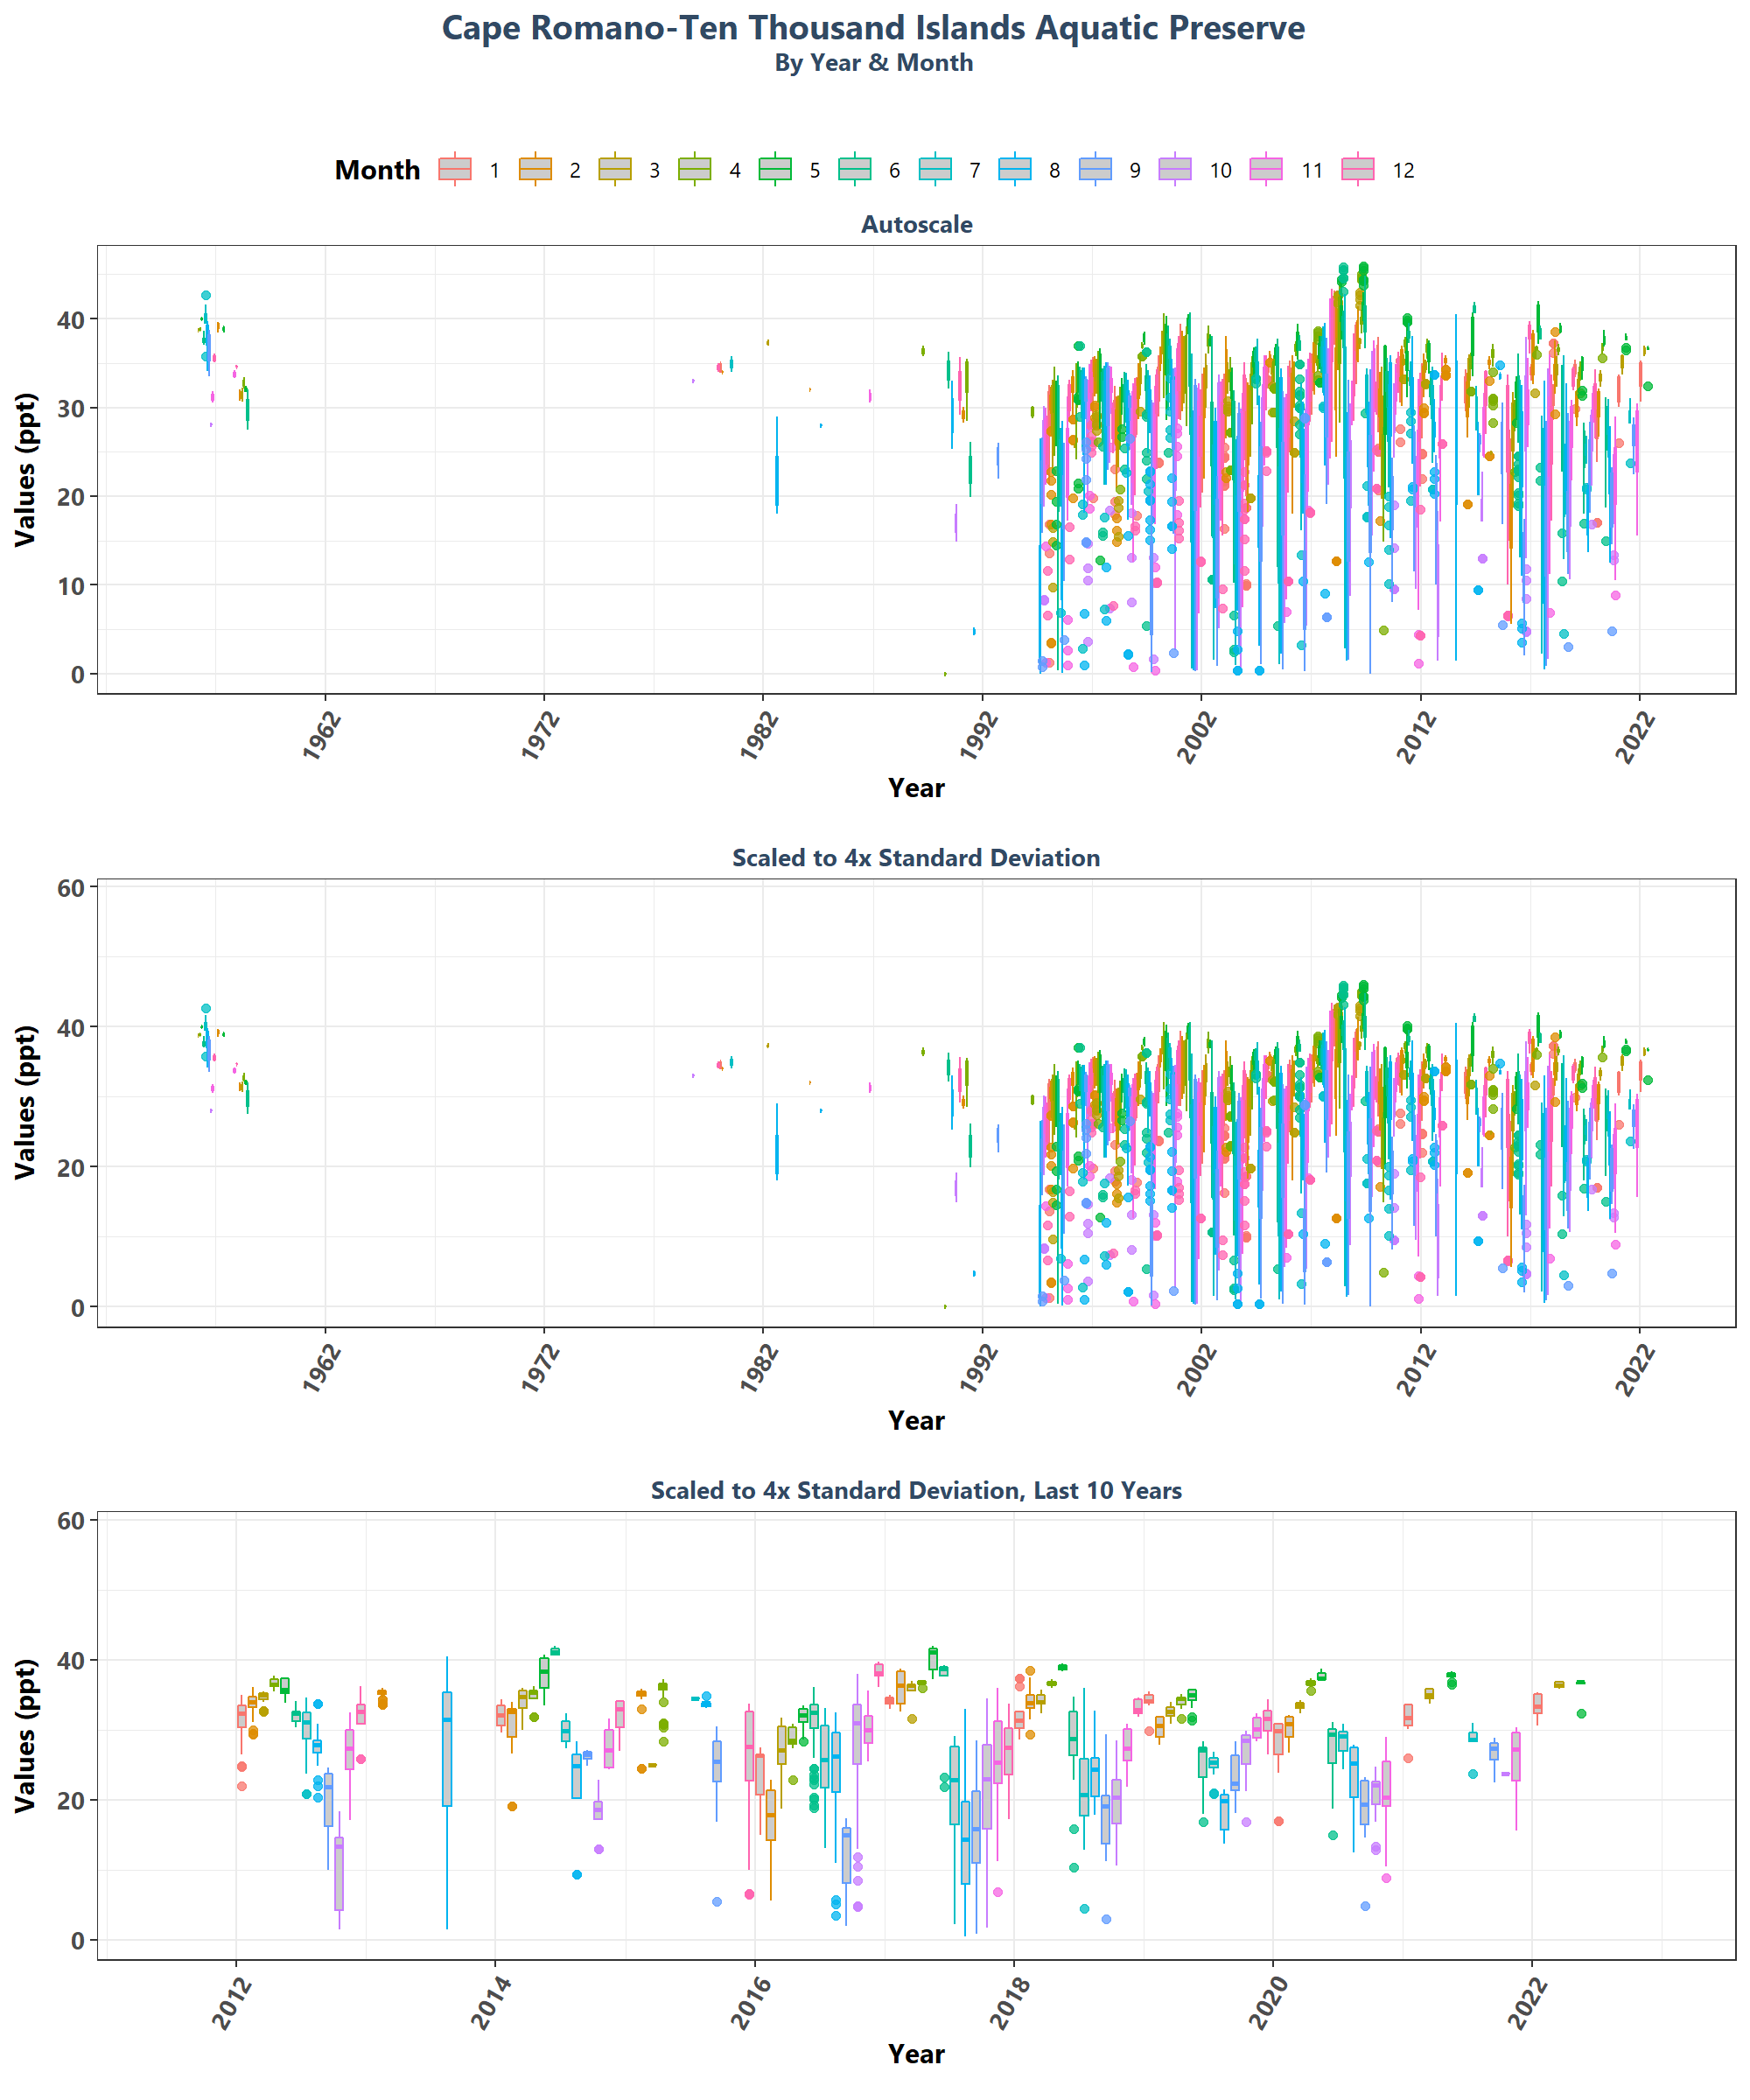 Cape Romano-Ten Thousand Islands Aquatic Preserve
By Year & Month
Month 1 2 3 4 5 6 7 8 9 10 11 12
Autoscale
Values (ppt)
40
30
20
10
0
1962 1972 1982 1992 2002 2012 2022
Year
Scaled to 4x Standard Deviation
Values (ppt)
60
40
20
0
1962 1972 1982 1992 2002 2012 2022
Year
Scaled to 4x Standard Deviation, Last 10 Years
Values (ppt)
60
40
20
0
2012 2014 2016 2018 2020 2022
Year